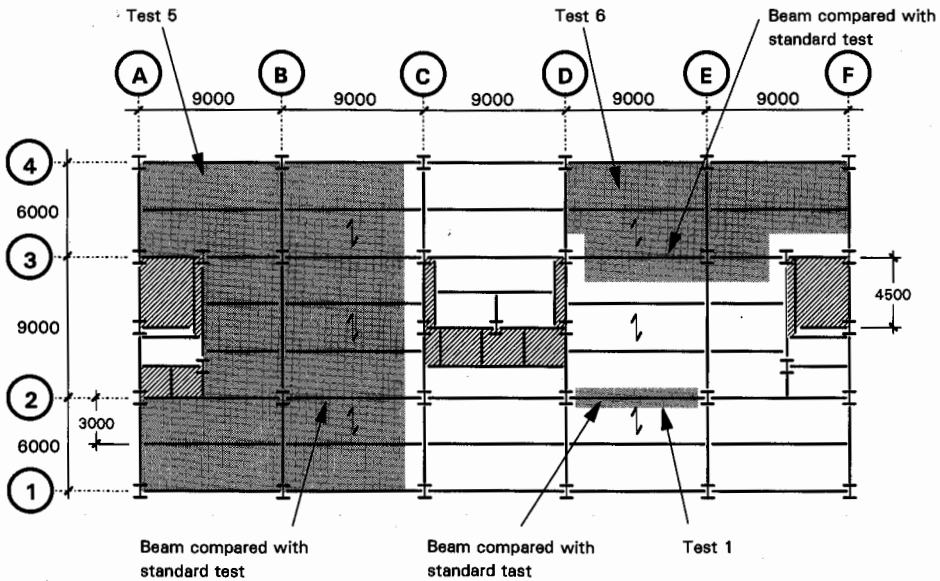 Test 5
Test 6
Beam compared with
standard test
A B C D E F
9000 9000 9000 9000
4
6000
3
4500
9000
2
3000
6000
1
Beam compared with
standard test
Beam compared with
standard tast
Test 1